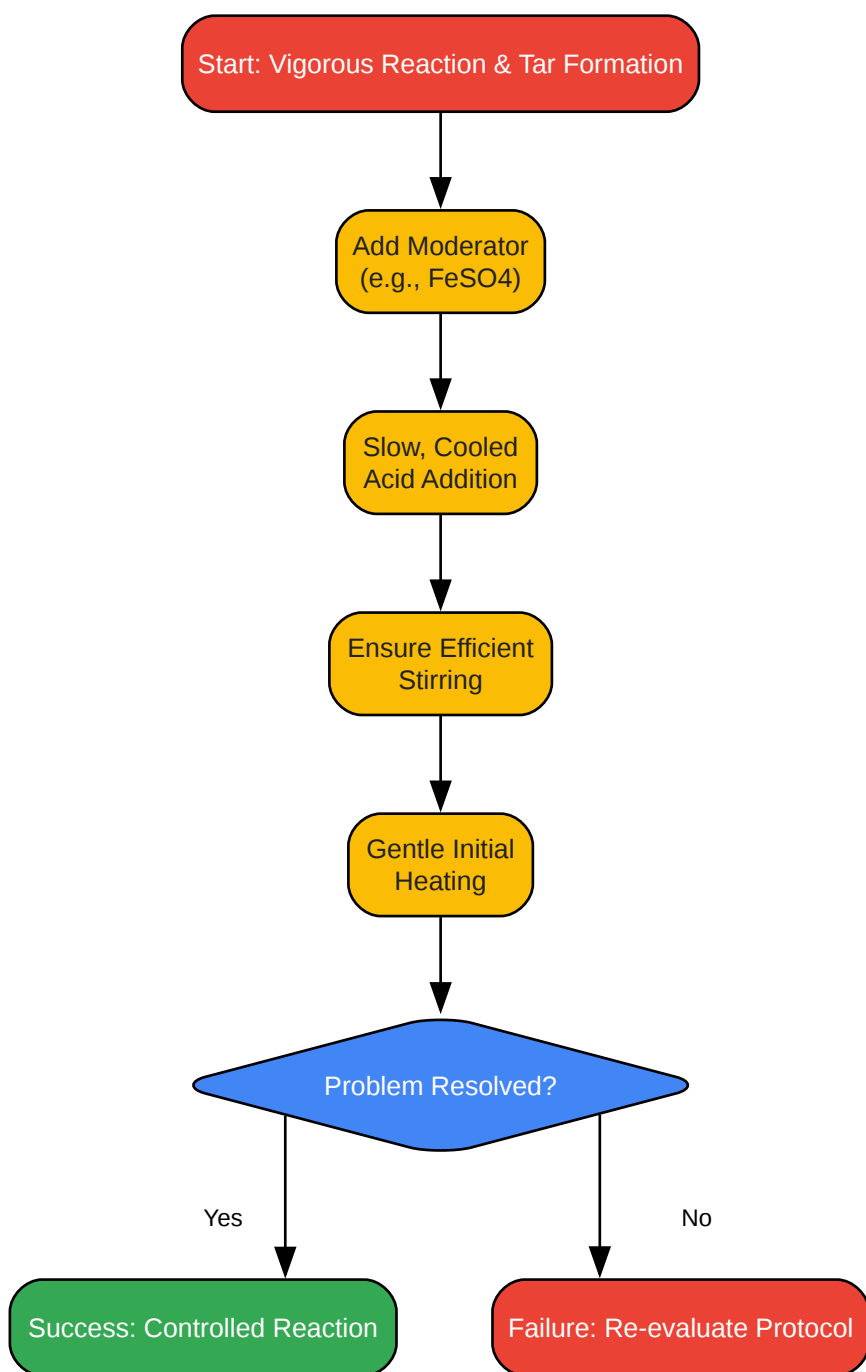 Start: Vigorous Reaction & Tar Formation
Add Moderator
(e.g., FeSO4)
Slow, Cooled
Acid Addition
Ensure Efficient
Stirring
Gentle Initial
Heating
Problem Resolved?
Yes
No
Success: Controlled Reaction
Failure: Re-evaluate Protocol